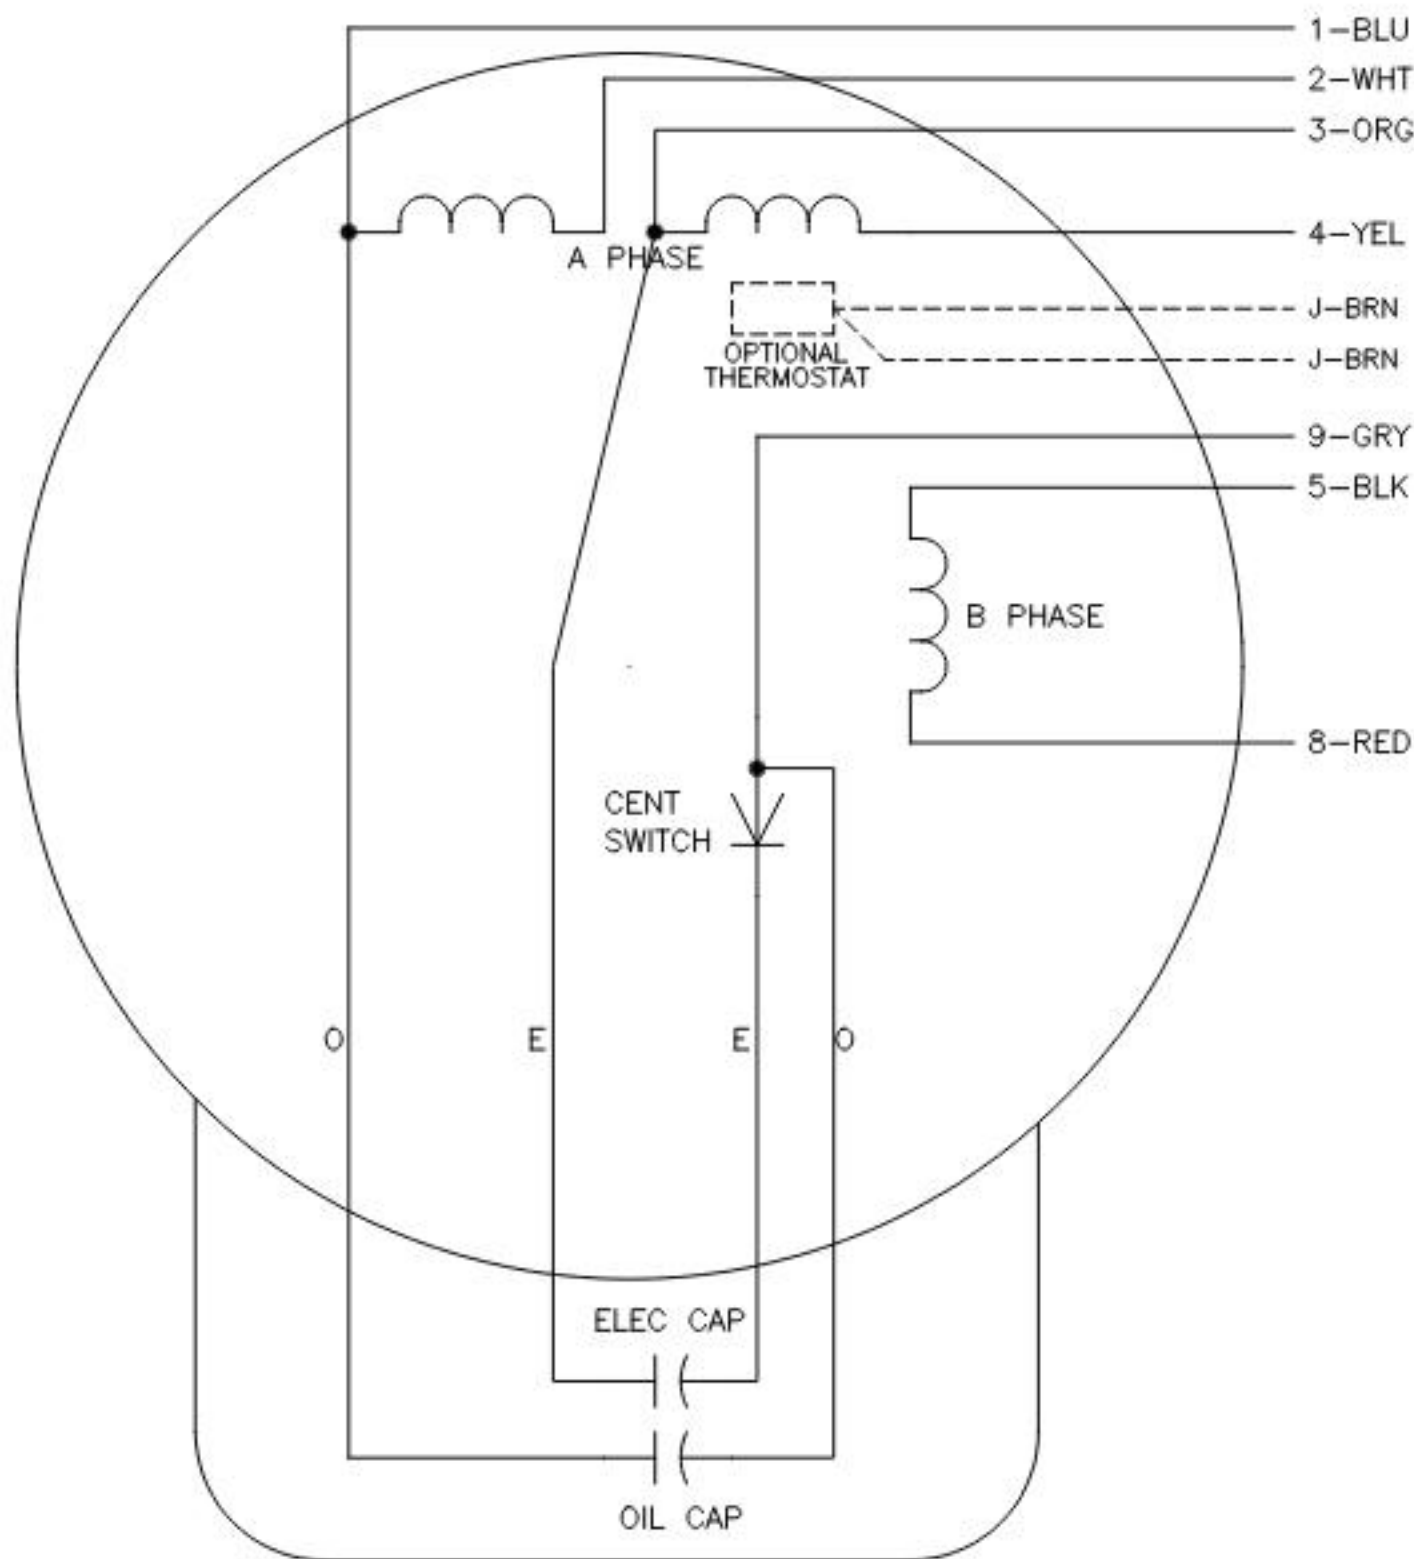 1-BLU
2-WHT
3-ORG
4-YEL
A PHASE
J-BRN
OPTIONAL
THERMOSTAT
J-BRN
9-GRY
5-BLK
B PHASE
8-RED
CENT
SWITCH
O E E O
ELEC CAP
OIL CAP